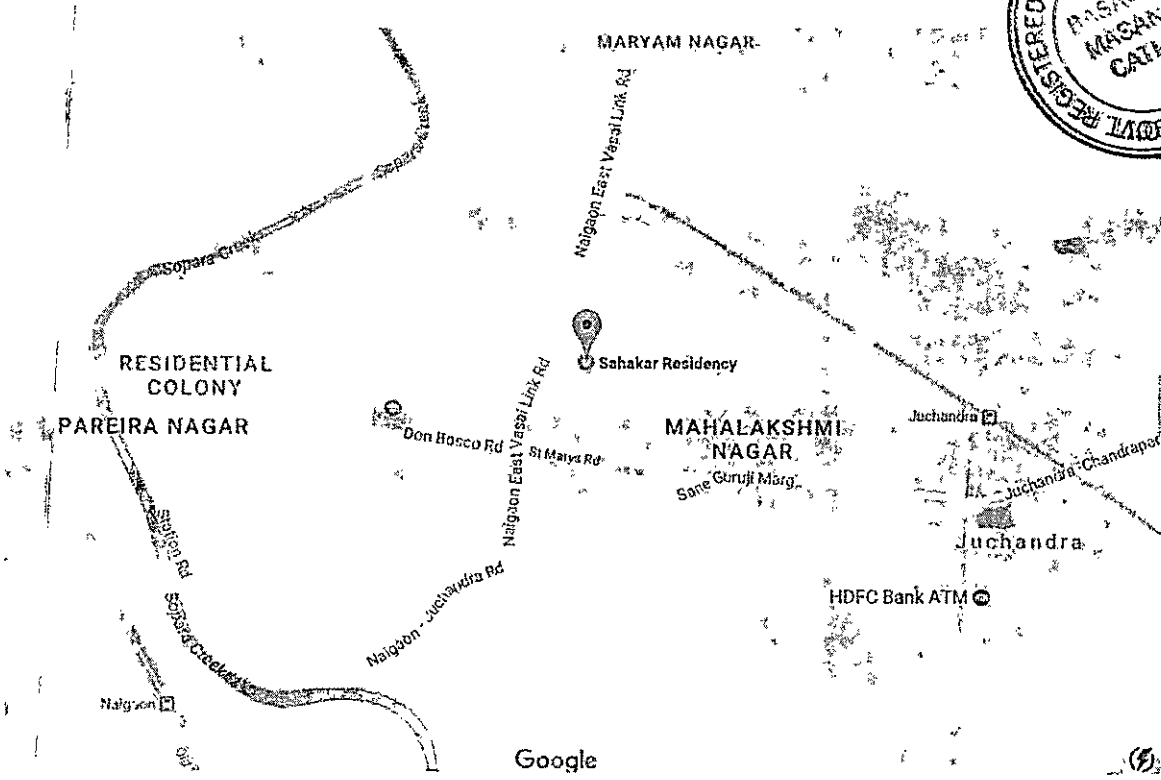 MARYAM NAGAR
REGISTERED
Naigaon East Vasai Link Rd
Sopara Creek
RESIDENTIAL
COLONY
PAREIRA NAGAR
Sahakar Residency
Naigaon East Vasai Link Rd
Don Bosco Rd
St Marys Rd
MAHALAKSHMI
NAGAR
Sane Guruji Marg
Juchandra
Juchandra
Station Rd
HDFC Bank ATM
Naigaon - Juchandra Rd
Sopara Creek
Naigaon
Google